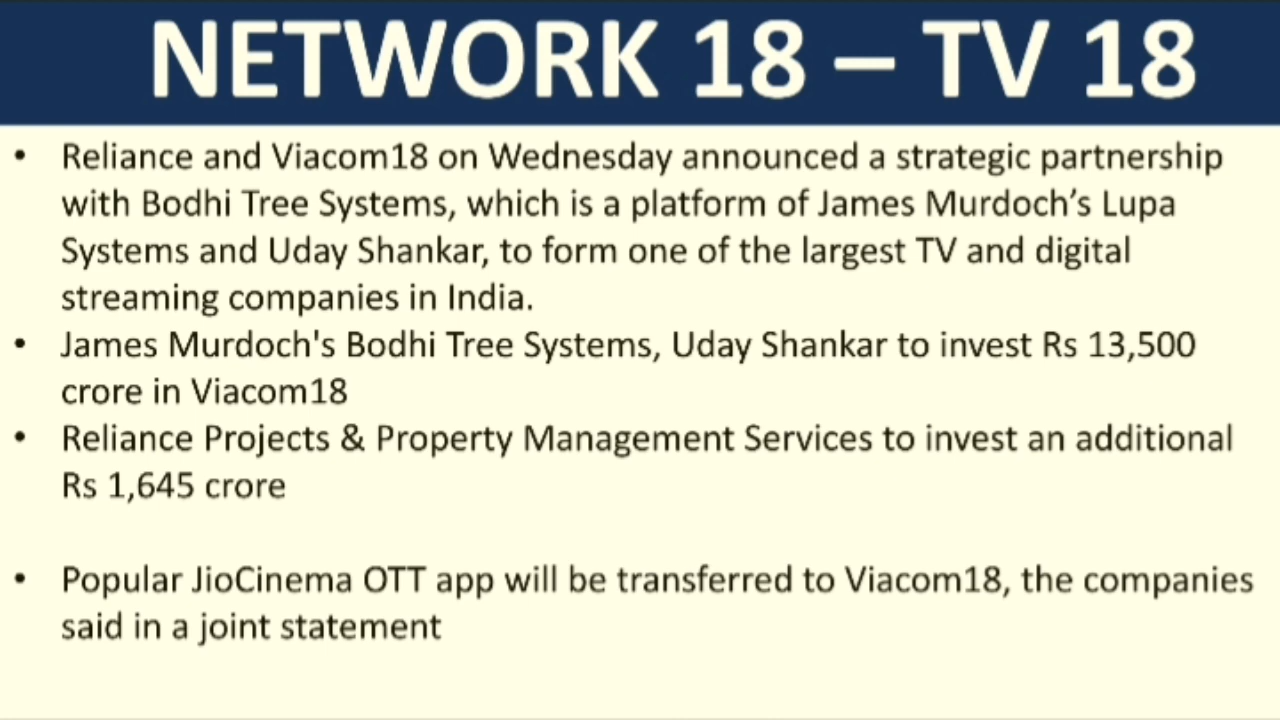 NETWORK 18 – TV 18
• Reliance and Viacom18 on Wednesday announced a strategic partnership
with Bodhi Tree Systems, which is a platform of James Murdoch’s Lupa
Systems and Uday Shankar, to form one of the largest TV and digital
streaming companies in India.
• James Murdoch's Bodhi Tree Systems, Uday Shankar to invest Rs 13,500
crore in Viacom18
• Reliance Projects & Property Management Services to invest an additional
Rs 1,645 crore
• Popular JioCinema OTT app will be transferred to Viacom18, the companies
said in a joint statement